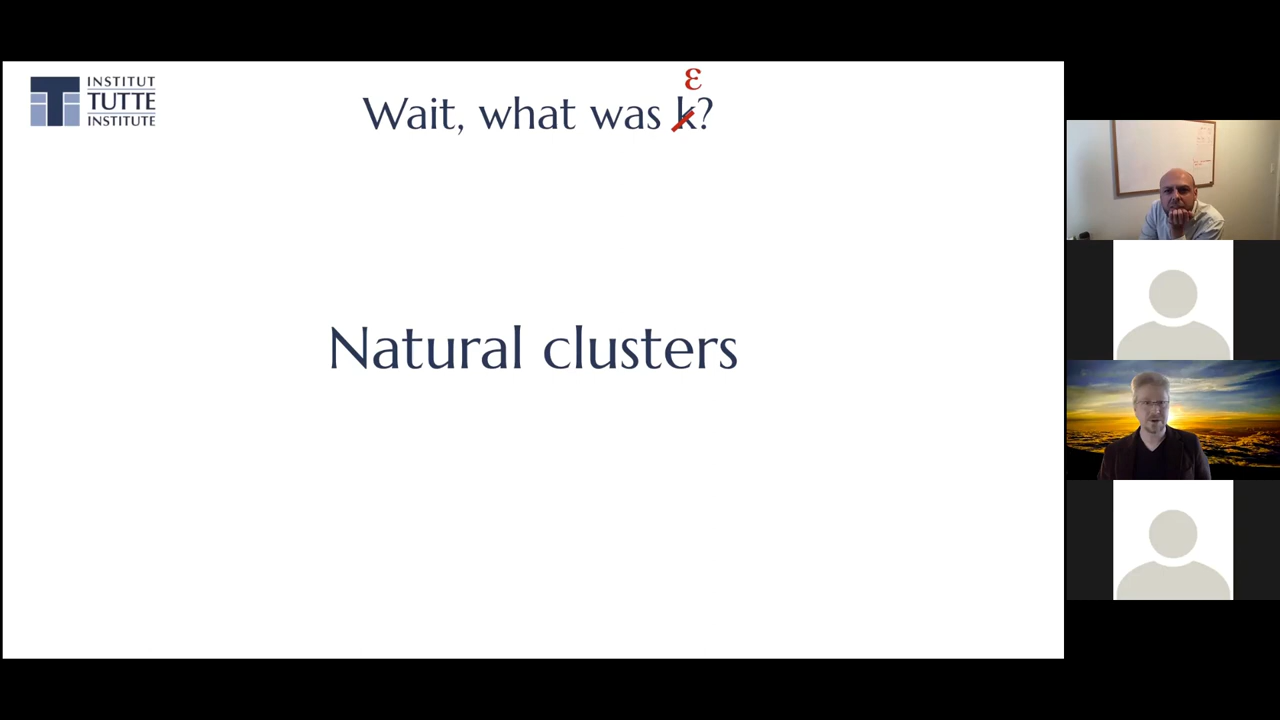 INSTITUT
TUTTE
INSTITUTE
ε
Wait, what was k?
Natural clusters